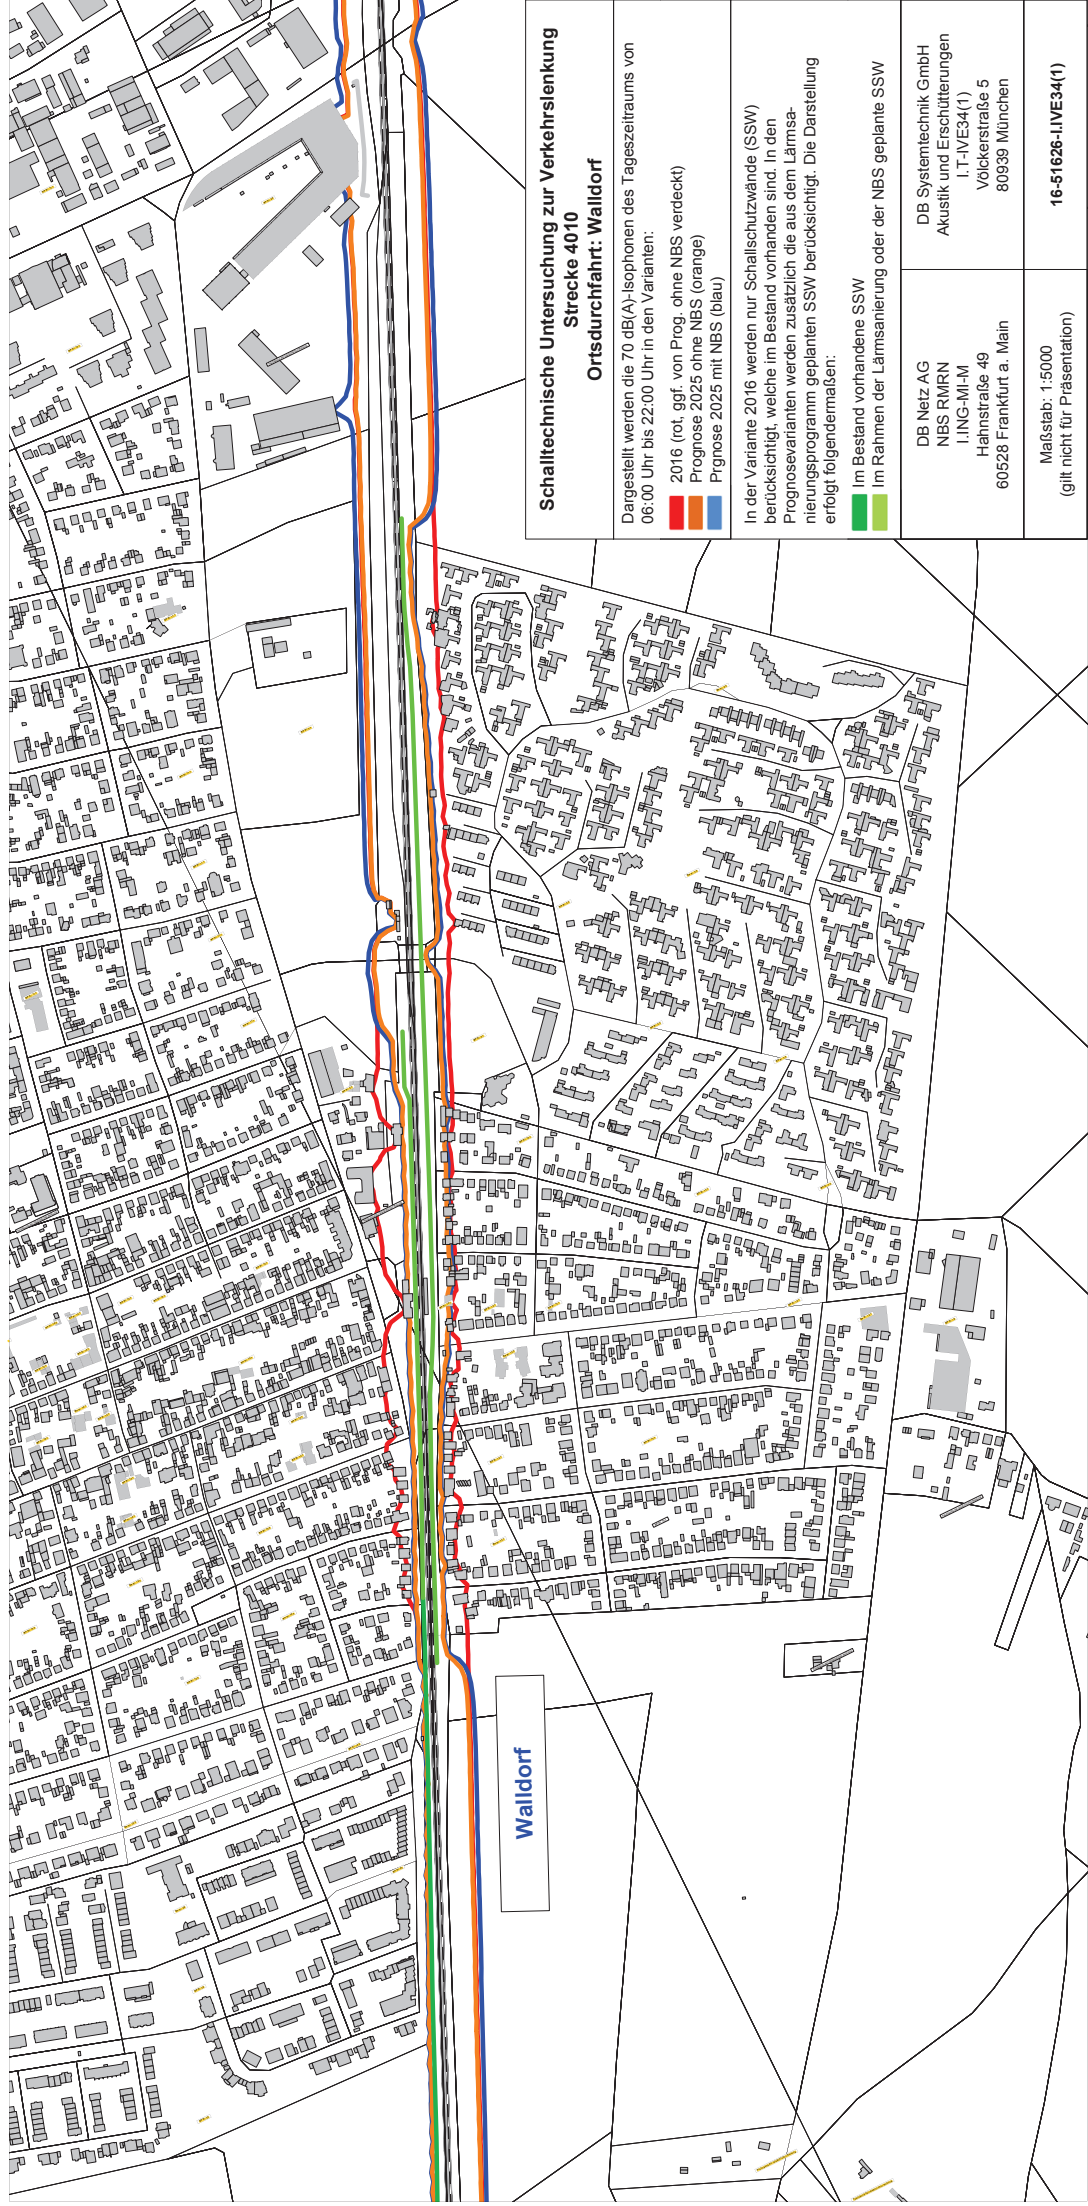 Schalltechnische Untersuchung zur Verkehrslenkung
Strecke 4010
Ortsdurchfahrt: Walldorf
Dargestellt werden die 70 dB(A)-Isophonen des Tageszeitraums von
06:00 Uhr bis 22:00 Uhr in den Varianten:
2016 (rot, ggf. von Prog. ohne NBS verdeckt)
Prognose 2025 ohne NBS (orange)
Prgnose 2025 mit NBS (blau)
In der Variante 2016 werden nur Schallschutzwände (SSW)
berücksichtigt, welche im Bestand vorhanden sind. In den
Prognosevarianten werden zusätzlich die aus dem Lärmsa-
nierungsprogramm geplanten SSW berücksichtigt. Die Darstellung
erfolgt folgendermaßen:
Im Bestand vorhandene SSW
Im Rahmen der Lärmsanierung oder der NBS geplante SSW
DB Netz AG
NBS RMRN
I.ING-MI-M
Hahnstraße 49
60528 Frankfurt a. Main
DB Systemtechnik GmbH
Akustik und Erschütterungen
I.T-IVE34(1)
Völckerstraße 5
80939 München
Maßstab: 1:5000
(gilt nicht für Präsentation)
16-51626-I.IVE34(1)
Walldorf